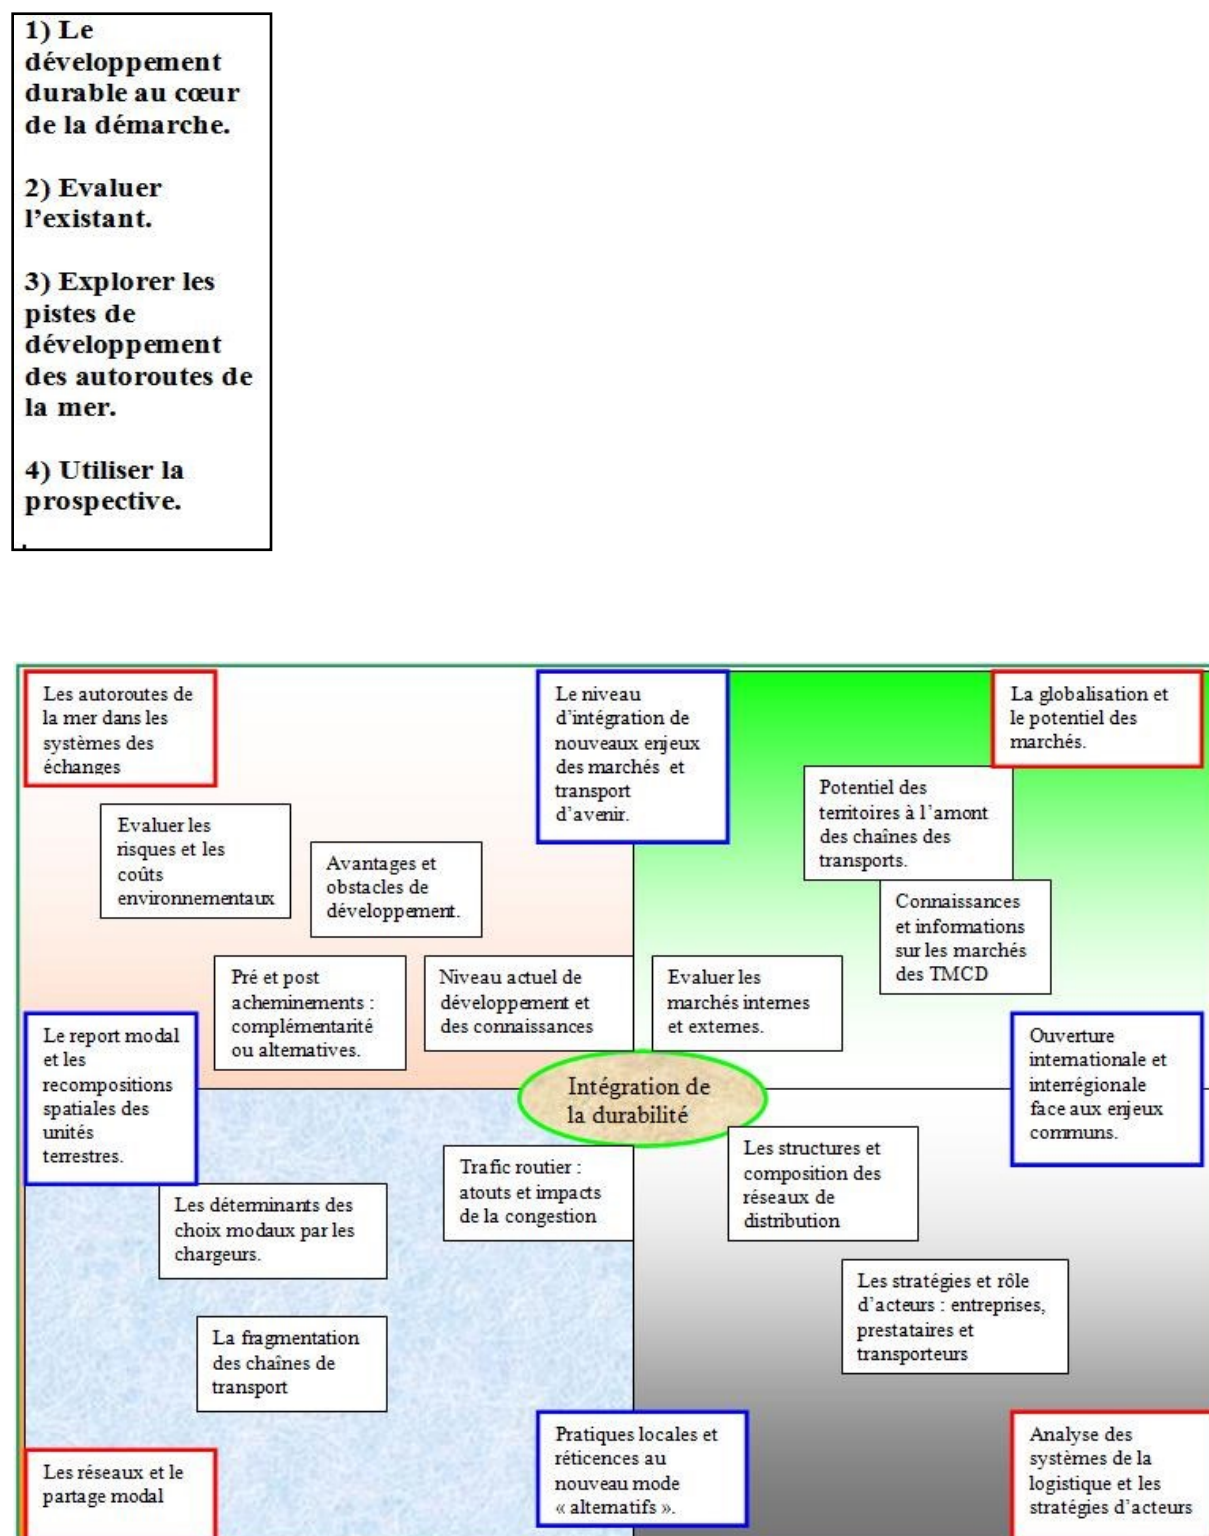 1) Le
développement
durable au cœur
de la démarche.
2) Evaluer
l’existant.
3) Explorer les
pistes de
développement
des autoroutes de
la mer.
4) Utiliser la
prospective.
Les autoroutes de
la mer dans les
systèmes des
échanges
Le niveau
d’intégration de
nouveaux enjeux
des marchés et
transport
d’avenir.
La globalisation et
le potentiel des
marchés.
Evaluer les
risques et les
coûts
environnementaux
Avantages et
obstacles de
développement.
Potentiel des
territoires à l’amont
des chaînes des
transports.
Connaissances
et informations
sur les marchés
des TMCD
Pré et post
acheminements :
complémentarité
ou alternatives.
Niveau actuel de
développement et
des connaissances
Evaluer les
marchés internes
et externes.
Le report modal
et les
recompositions
spatiales des
unités
terrestres.
Intégration de
la durabilité
Ouverture
internationale et
interrégionale
face aux enjeux
communs.
Trafic routier :
atouts et impacts
de la congestion
Les structures et
composition des
réseaux de
distribution
Les déterminants des
choix modaux par les
chargeurs.
Les stratégies et rôle
d’acteurs : entreprises,
prestataires et
transporteurs
La fragmentation
des chaînes de
transport
Les réseaux et le
partage modal
Pratiques locales et
réticences au
nouveau mode
« alternatifs ».
Analyse des
systèmes de la
logistique et les
stratégies d’acteurs